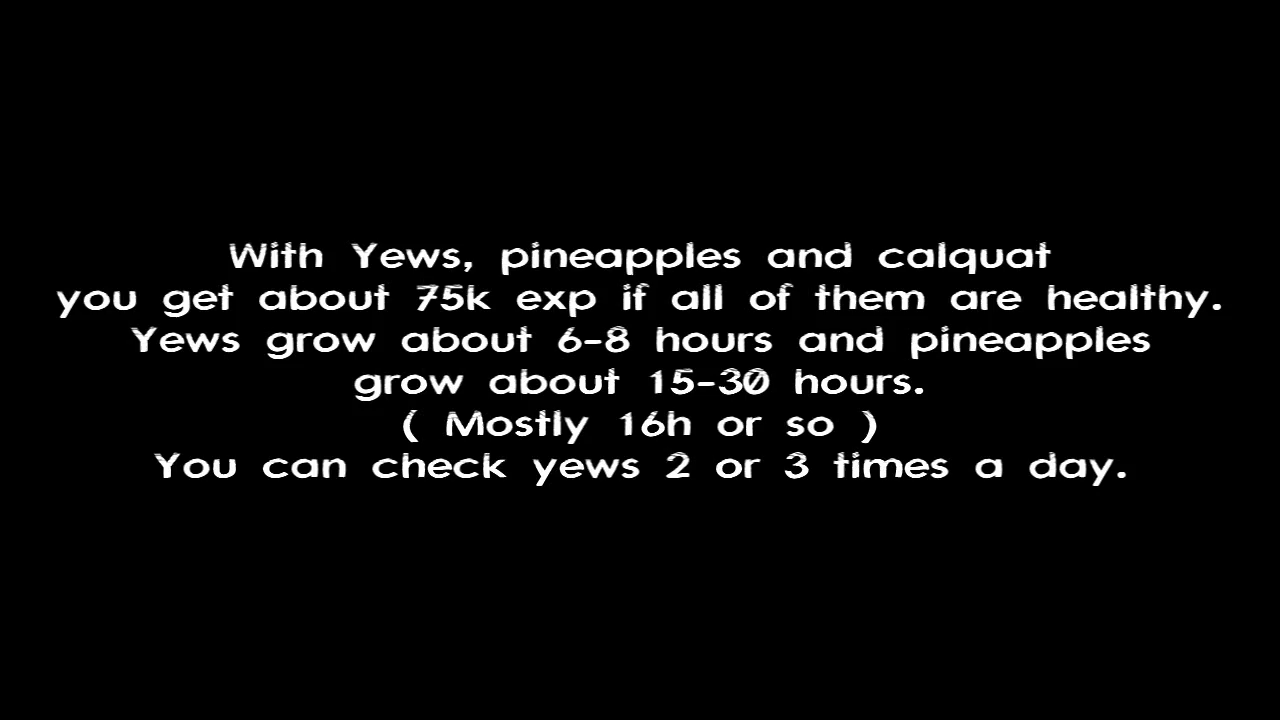 With Yews, pineapples and calquat
you get about 75k exp if all of them are healthy.
Yews grow about 6-8 hours and pineapples
grow about 15-30 hours.
( Mostly 16h or so )
You can check yews 2 or 3 times a day.